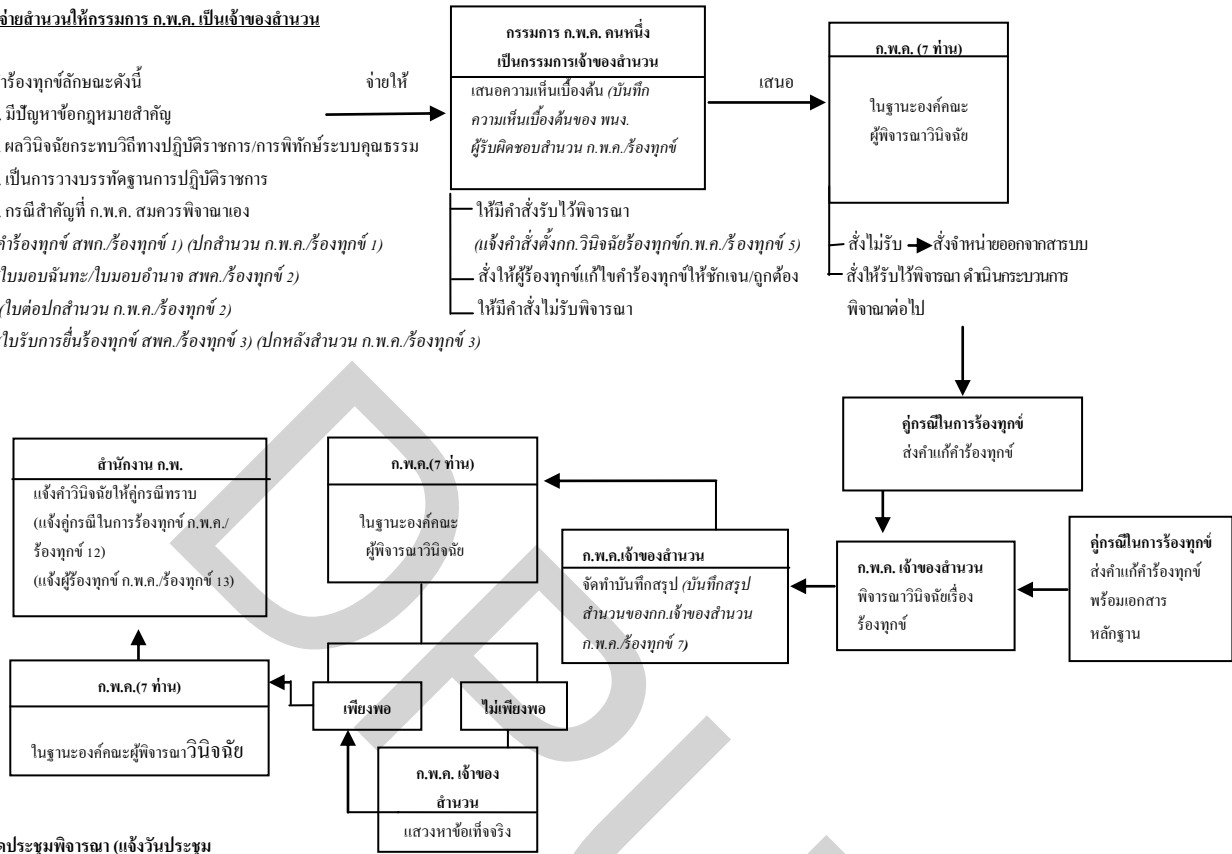 จ่ายสำนวนให้กรรมการ ก.พ.ค. เป็นเจ้าของสำนวน
าร้องทุกข์ลักษณะดังนี้
จ่ายให้
. มีปัญหาข้อกฎหมายสำคัญ
. ผลวินิจฉัยกระทบวิถีทางปฏิบัติราชการ/การพิทักษ์ระบบคุณธรรม
. เป็นการวางบรรทัดฐานการปฏิบัติราชการ
. กรณีสำคัญที่ ก.พ.ค. สมควรพิจาณาเอง
คำร้องทุกข์ สพก./ร้องทุกข์ 1) (ปกสำนวน ก.พ.ค./ร้องทุกข์ 1)
ใบมอบฉันทะ/ใบมอบอำนาจ สพค./ร้องทุกข์ 2)
(ใบต่อปกสำนวน ก.พ.ค./ร้องทุกข์ 2)
ใบรับการยื่นร้องทุกข์ สพค./ร้องทุกข์ 3) (ปกหลังสำนวน ก.พ.ค./ร้องทุกข์ 3)
กรรมการ ก.พ.ค. คนหนึ่ง
เป็นกรรมการเจ้าของสำนวน
เสนอความเห็นเบื้องต้น (บันทึก
ความเห็นเบื้องต้นของ พนง.
ผู้รับผิดชอบสำนวน ก.พ.ค./ร้องทุกข์
ให้มีคำสั่งรับไว้พิจารณา
(แจ้งคำสั่งตั้งกก.วินิจฉัยร้องทุกข์ก.พ.ค./ร้องทุกข์ 5)
สั่งให้ผู้ร้องทุกข์แก้ไขคำร้องทุกข์ให้ชัดเจน/ถูกต้อง
ให้มีคำสั่งไม่รับพิจารณา
เสนอ
ก.พ.ค. (7 ท่าน)
ในฐานะองค์คณะ
ผู้พิจารณาวินิจฉัย
สั่งไม่รับ สั่งจำหน่ายออกจากสารบบ
สั่งให้รับไว้พิจารณา ดำเนินกระบวนการ
พิจาณาต่อไป
คู่กรณีในการร้องทุกข์
ส่งคำแก้คำร้องทุกข์
คู่กรณีในการร้องทุกข์
ส่งคำแก้คำร้องทุกข์
พร้อมเอกสาร
หลักฐาน
ก.พ.ค. เจ้าของสำนวน
พิจารณาวินิจฉัยเรื่อง
ร้องทุกข์
ก.พ.ค.เจ้าของสำนวน
จัดทำบันทึกสรุป (บันทึกสรุป
สำนวนของกก.เจ้าของสำนวน
ก.พ.ค./ร้องทุกข์ 7)
ก.พ.ค.(7 ท่าน)
ในฐานะองค์คณะ
ผู้พิจารณาวินิจฉัย
เพียงพอ
ไม่เพียงพอ
ก.พ.ค. เจ้าของ
สำนวน
แสวงหาข้อเท็จจริง
สำนักงาน ก.พ.
แจ้งคำวินิจฉัยให้คู่กรณีทราบ
(แจ้งคู่กรณีในการร้องทุกข์ ก.พ.ค./
ร้องทุกข์ 12)
(แจ้งผู้ร้องทุกข์ ก.พ.ค./ร้องทุกข์ 13)
ก.พ.ค.(7 ท่าน)
ในฐานะองค์คณะผู้พิจารณาวินิจฉัย
ดประชุมพิจารณา (แจ้งวันประชุม
DPU